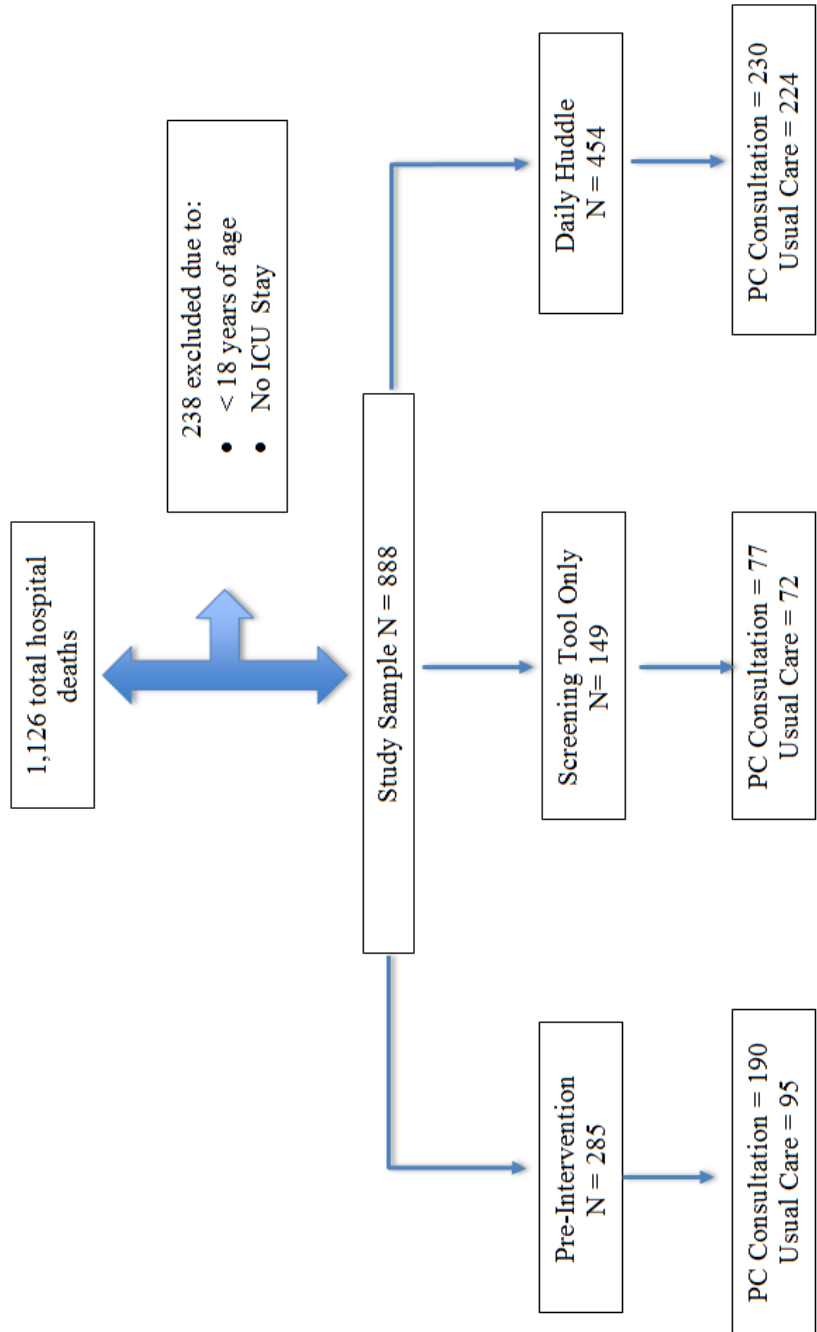 1,126 total hospital
deaths
238 excluded due to:
• < 18 years of age
• No ICU Stay
Study Sample N = 888
Pre-Intervention
N = 285
Screening Tool Only
N= 149
Daily Huddle
N = 454
PC Consultation = 190
Usual Care = 95
PC Consultation = 77
Usual Care = 72
PC Consultation = 230
Usual Care = 224